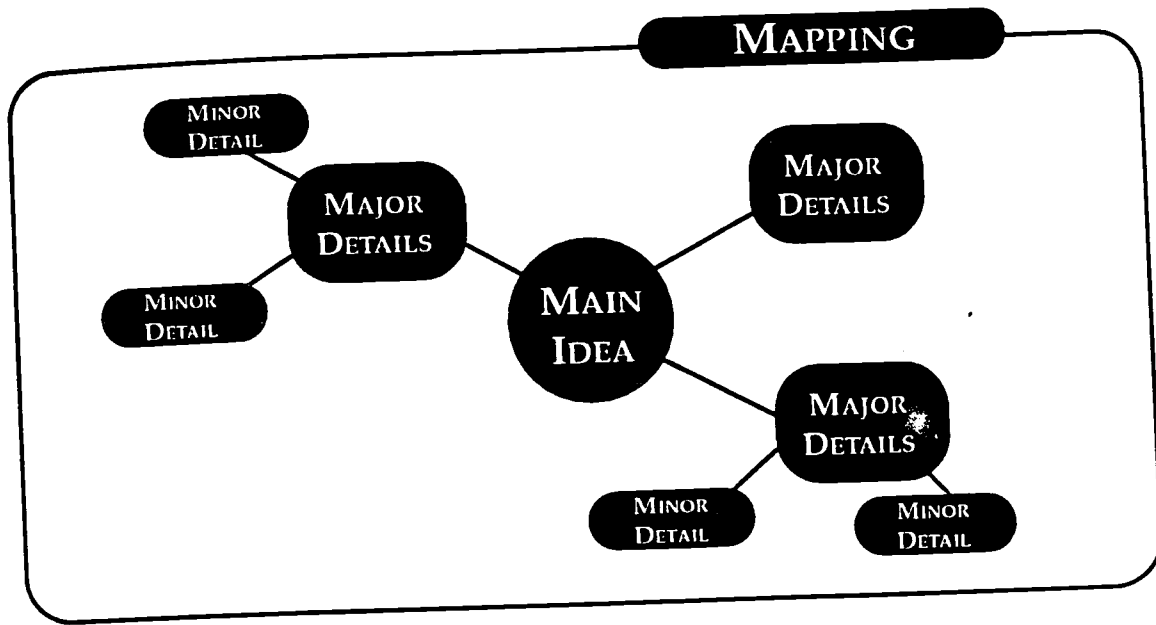 MAPPING
MINOR
DETAIL
MAJOR
DETAILS
MINOR
DETAIL
MAJOR
DETAILS
MAIN
IDEA
MAJOR
DETAILS
MINOR
DETAIL
MINOR
DETAIL